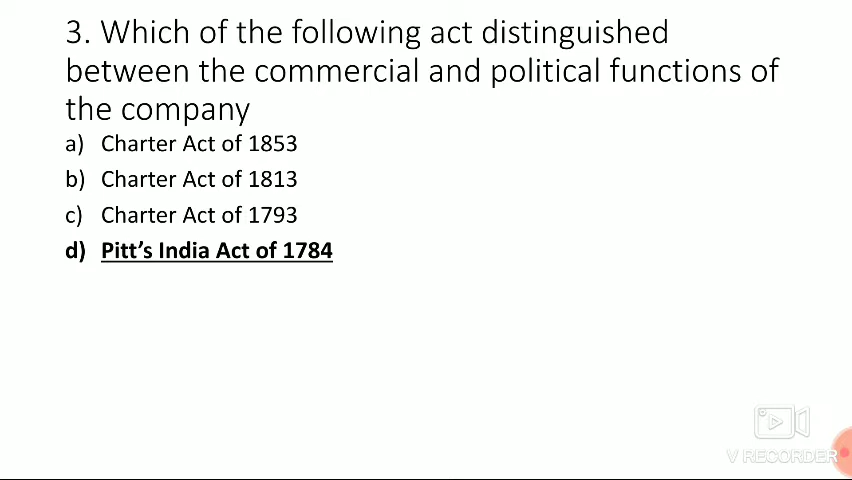 3. Which of the following act distinguished
between the commercial and political functions of
the company
a) Charter Act of 1853
b) Charter Act of 1813
c) Charter Act of 1793
d) Pitt's India Act of 1784
V RECORDER